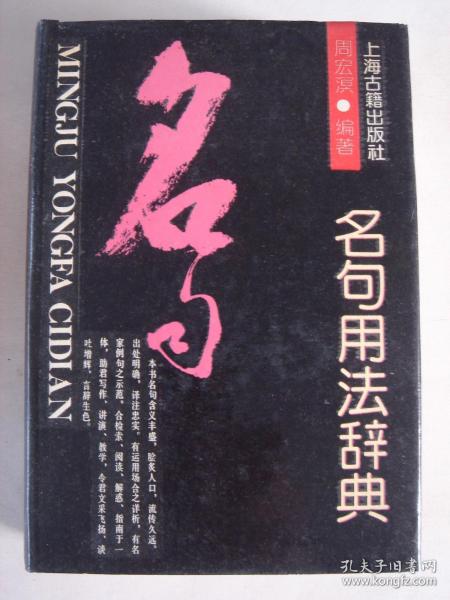 上海古籍出版社
周宏溟●编著
名句用法辞典
名句
本书名句含义丰盛，脍炙人口，流传久远。
出处明确，译注忠实。有运用场合之详析，有名
家例句之示范。合检索、阅读、解惑、指南于一
体，助君写作、讲演、教学，令君文采飞扬、谈
吐增辉，言辞生色。
MINGJU YONGFA CIDIAN
孔夫子旧书网
www.kongfz.com